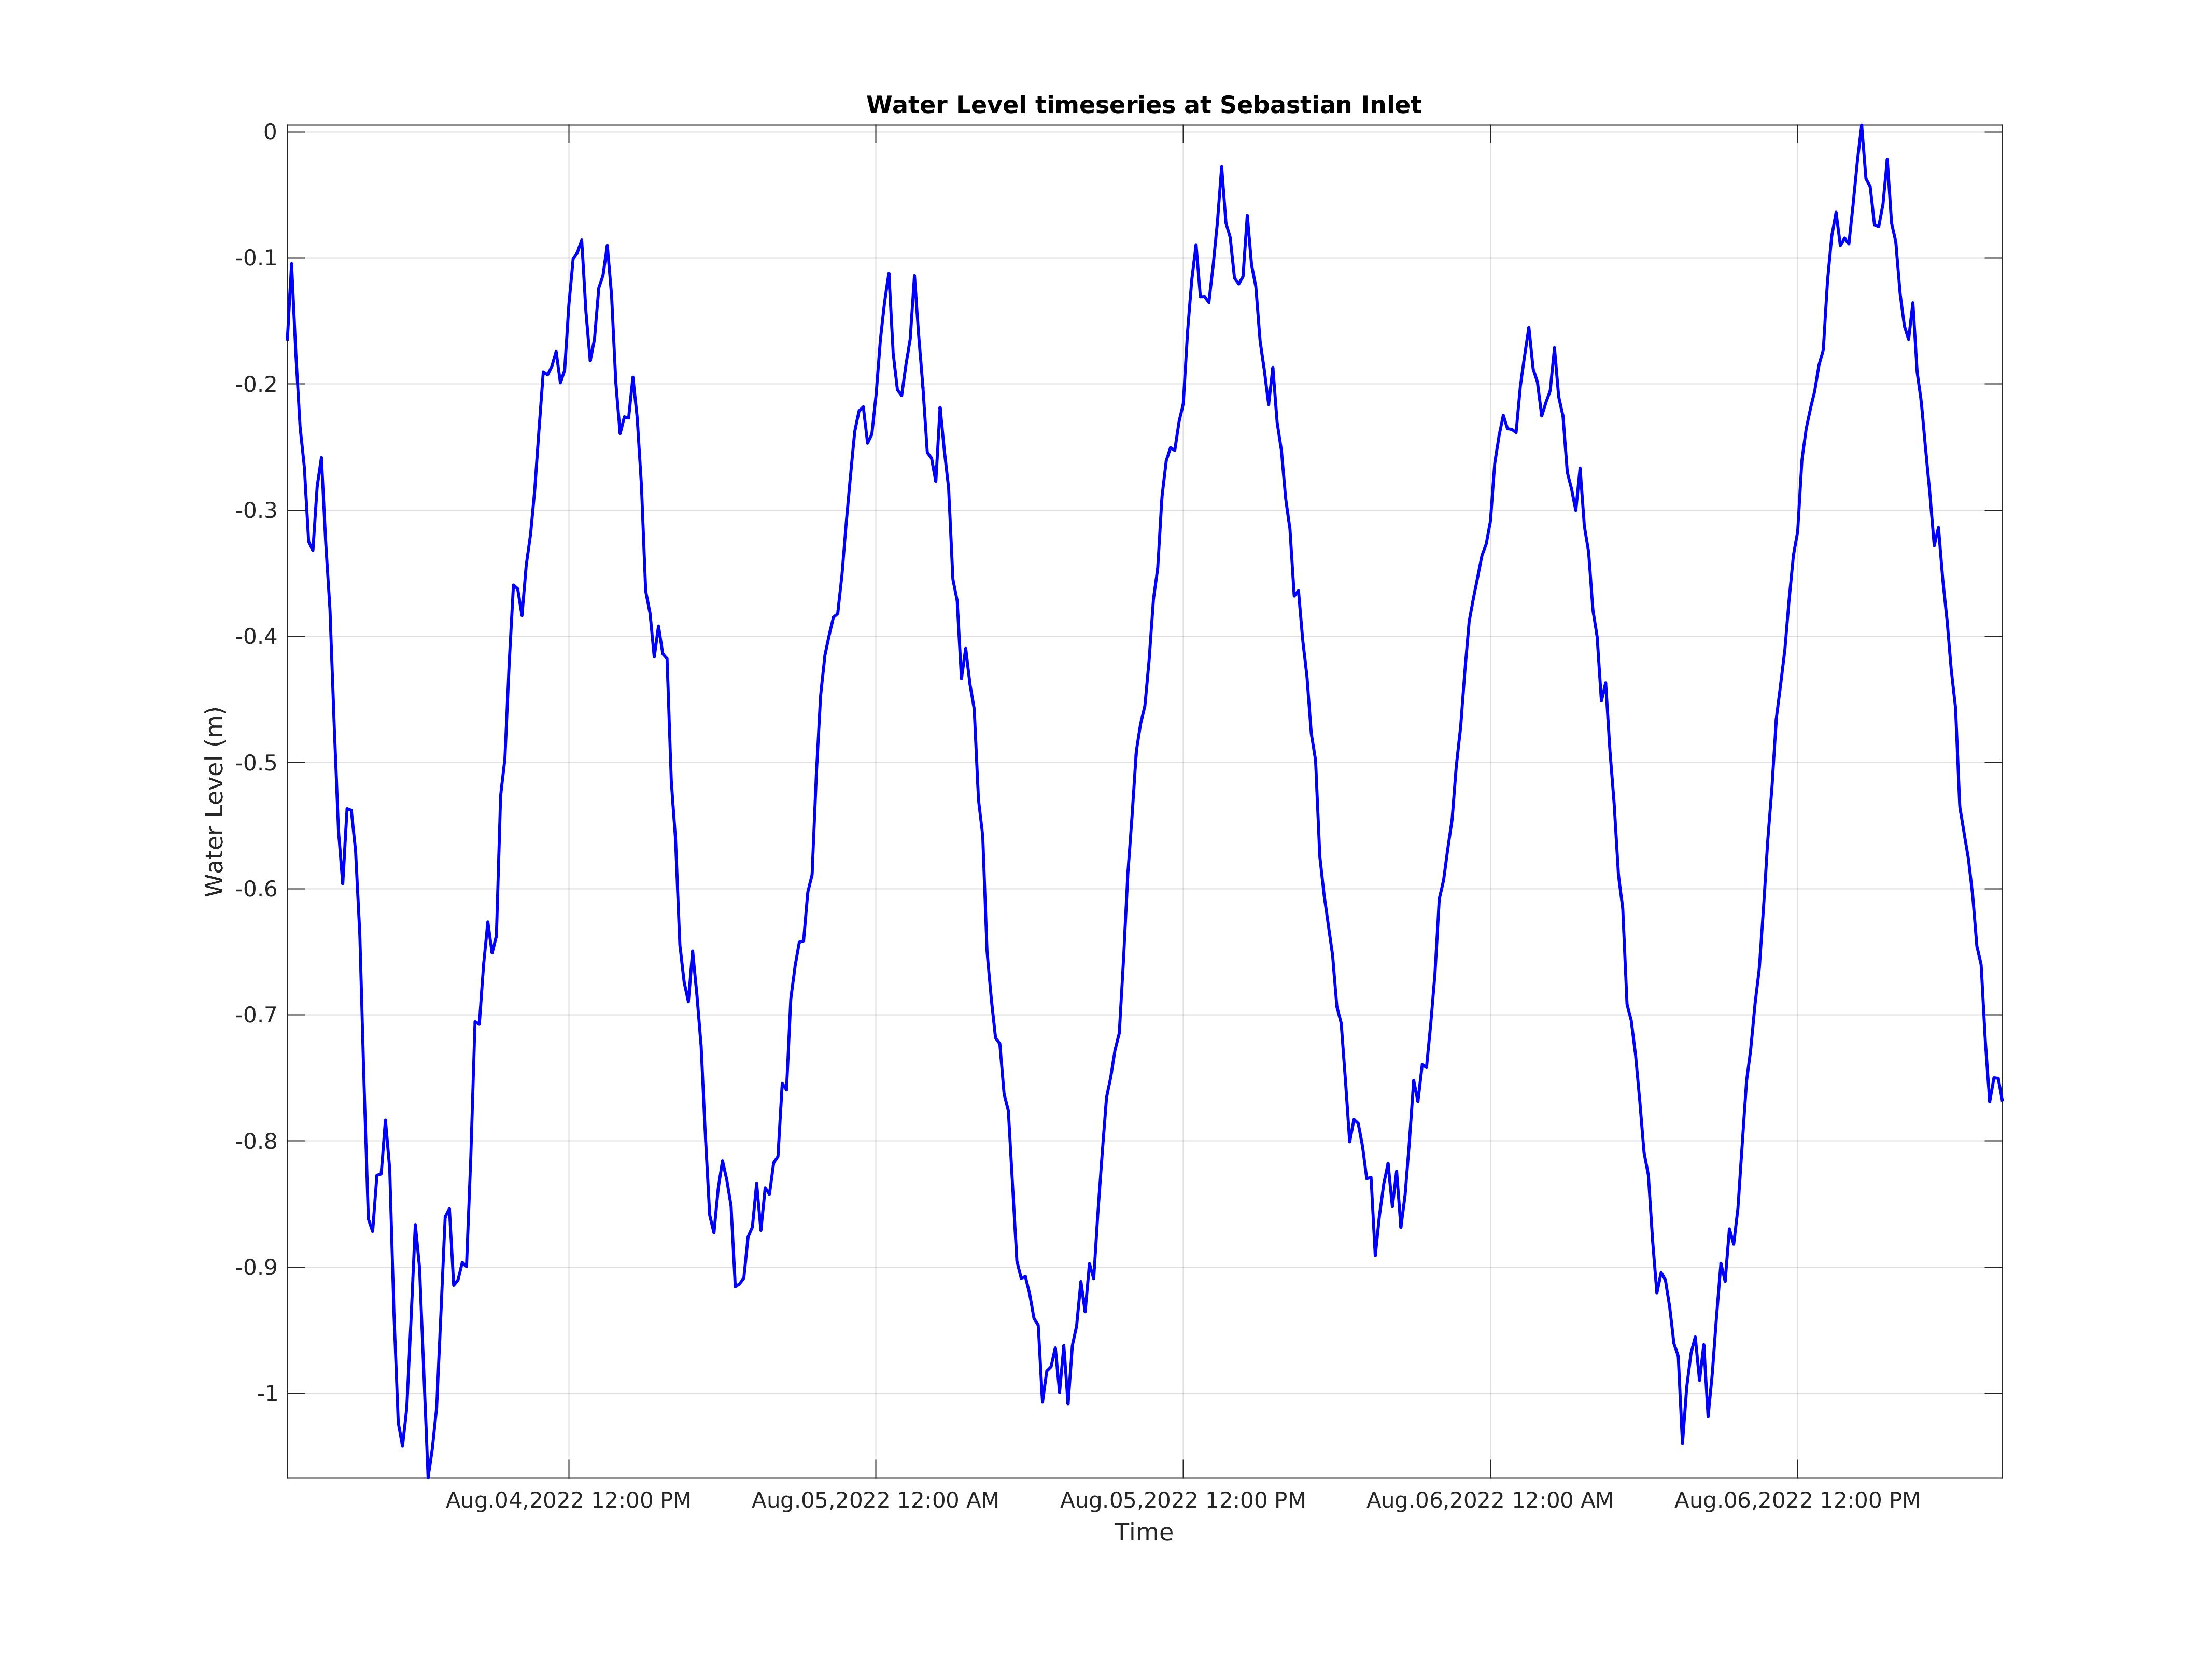 Water Level timeseries at Sebastian Inlet
0
-0.1
-0.2
-0.3
-0.4
-0.5
-0.6
-0.7
-0.8
-0.9
-1
Water Level (m)
Aug.04,2022 12:00 PM
Aug.05,2022 12:00 AM
Aug.05,2022 12:00 PM
Aug.06,2022 12:00 AM
Aug.06,2022 12:00 PM
Time